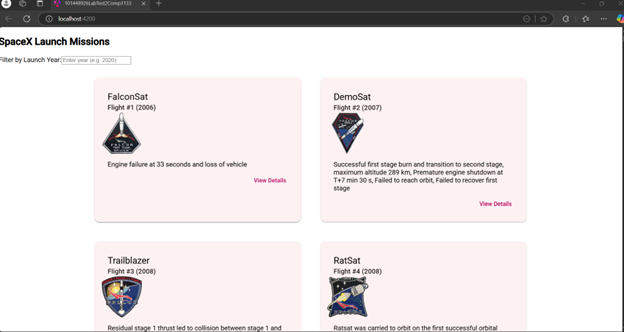 101448926LabTest2Comp3133
localhost:4200
SpaceX Launch Missions
Filter by Launch Year:
Enter year (e.g. 2020)
FalconSat
Flight #1 (2006)
FALCON
Engine failure at 33 seconds and loss of vehicle
View Details
DemoSat
Flight #2 (2007)
Successful first stage burn and transition to second stage,
maximum altitude 289 km, Premature engine shutdown at
T+7 min 30 s, Failed to reach orbit, Failed to recover first
stage
View Details
Trailblazer
Flight #3 (2008)
Residual stage 1 thrust led to collision between stage 1 and
RatSat
Flight #4 (2008)
Ratsat was carried to orbit on the first successful orbital